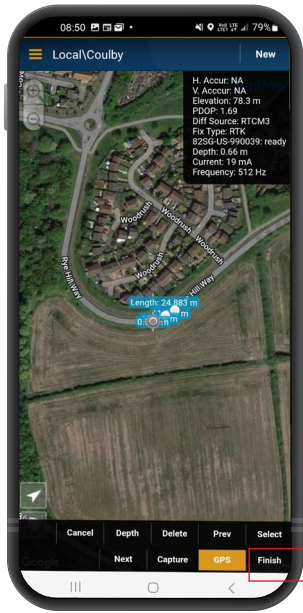 08:50
79%
Local\Coulby
New
H. Accur: NA
V. Acccur: NA
Elevation: 78.3 m
PDOP: 1.69
Diff Source: RTCM3
Fix Type: RTK
82SG-US-990039: ready
Depth: 0.66 m
Current: 19 mA
Frequency: 512 Hz
Woodrush
Woodrush
Woodrush
Woodrush
Rye Hill Way
Hill Way
Length: 24.883 m
Cancel
Depth
Delete
Prev
Select
Google
Next
Capture
GPS
Finish